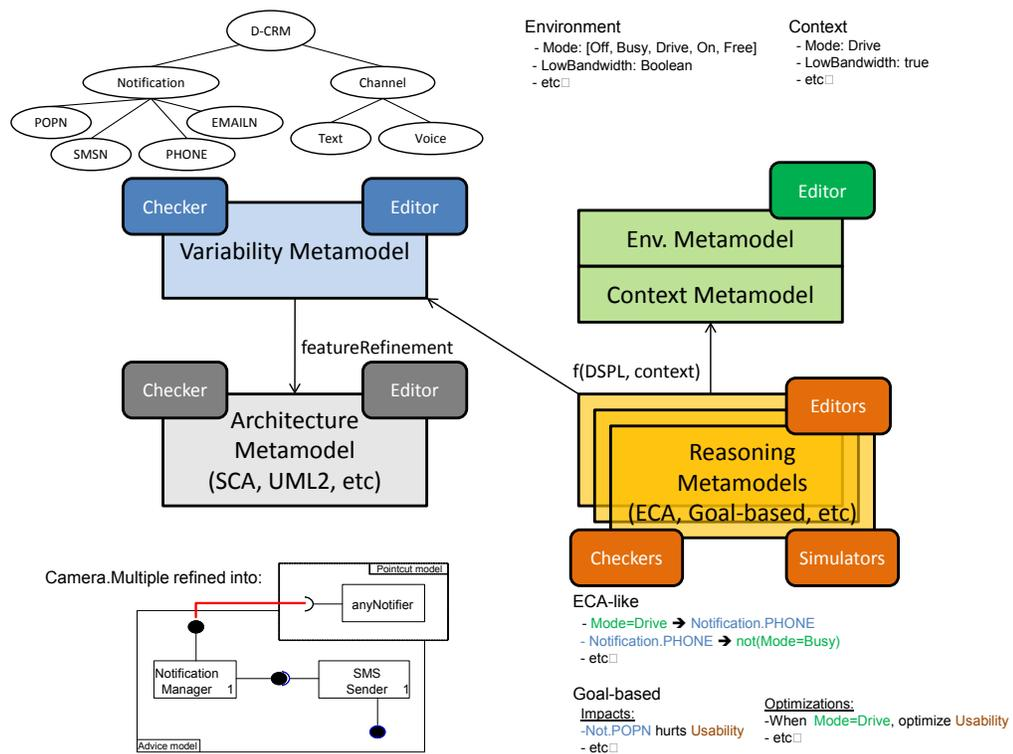 D-CRM
Notification
Channel
POPN
EMAILN
SMSN
PHONE
Text
Voice
Environment
- Mode: [Off, Busy, Drive, On, Free]
- LowBandwidth: Boolean
- etc□
Context
- Mode: Drive
- LowBandwidth: true
- etc□
Checker
Editor
Variability Metamodel
Editor
Env. Metamodel
Context Metamodel
featureRefinement
f(DSPL, context)
Checker
Editor
Architecture
Metamodel
(SCA, UML2, etc)
Editors
Reasoning
Metamodels
(ECA, Goal-based, etc)
Checkers
Simulators
Camera.Multiple refined into:
Pointcut model
anyNotifier
Notification
Manager 1
SMS
Sender 1
Advice model
ECA-like
- Mode=Drive ➔ Notification.PHONE
- Notification.PHONE ➔ not(Mode=Busy)
- etc□
Goal-based
Impacts:
-Not.POPN hurts Usability
- etc□
Optimizations:
-When Mode=Drive, optimize Usability
- etc□